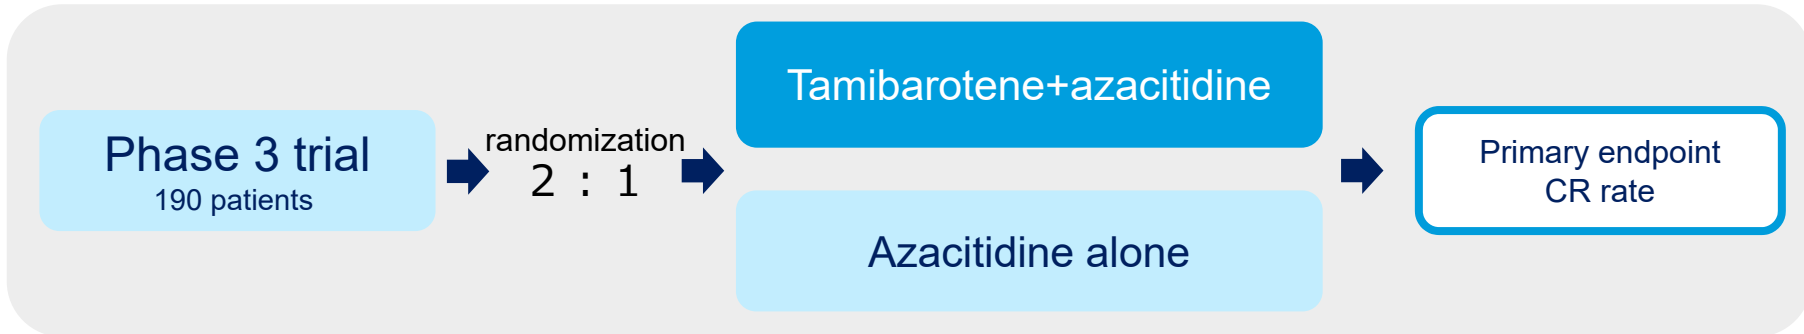 Phase 3 trial
190 patients
randomization
2 : 1
Tamibarotene+azacitidine
Azacitidine alone
Primary endpoint
CR rate